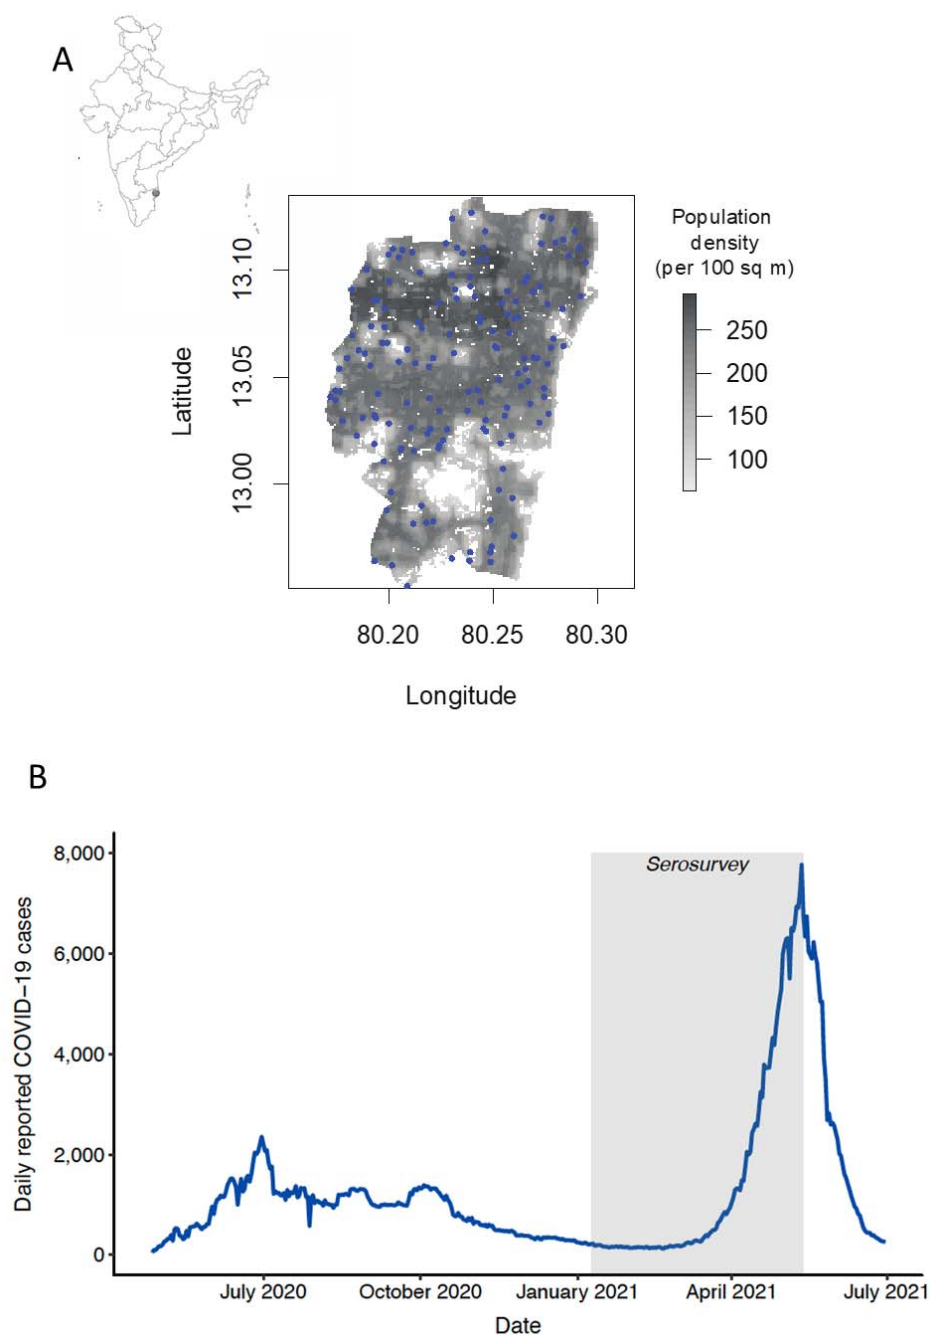 A
Population
density
(per 100 sq m)
250
200
150
100
13.10
13.05
13.00
Latitude
80.20 80.25 80.30
Longitude
B
8,000
Serosurvey
6,000
4,000
2,000
0
Daily reported COVID−19 cases
July 2020 October 2020 January 2021 April 2021 July 2021
Date